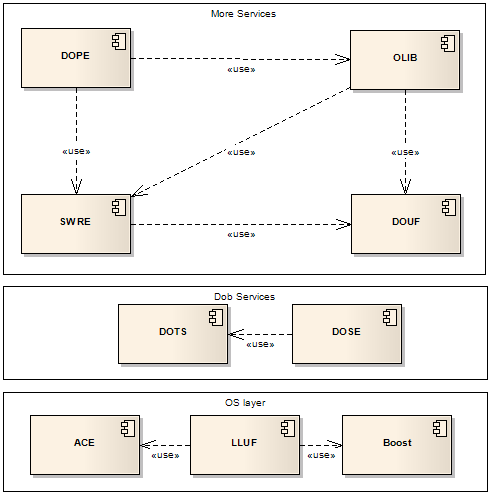 More Services
DOPE
OLIB
«use»
«use»
«use»
«use»
SWRE
DOUF
«use»
Dob Services
DOTS
DOSE
«use»
OS layer
ACE
LLUF
Boost
«use»
«use»